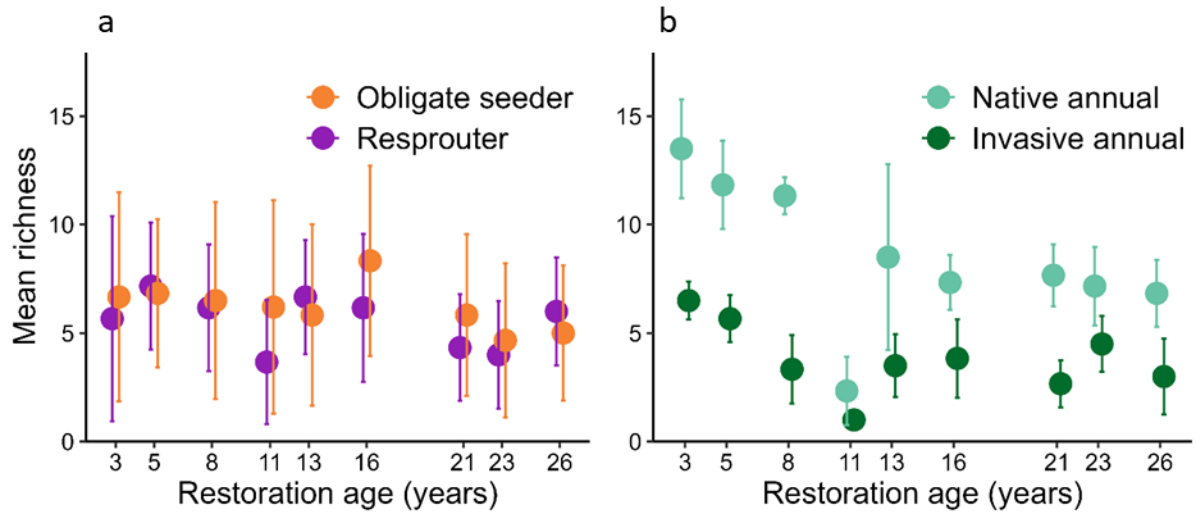 a
Obligate seeder
Resprouter
Mean richness
15
10
5
0
3 5 8 11 13 16 21 23 26
Restoration age (years)
b
Native annual
Invasive annual
15
10
5
0
3 5 8 11 13 16 21 23 26
Restoration age (years)